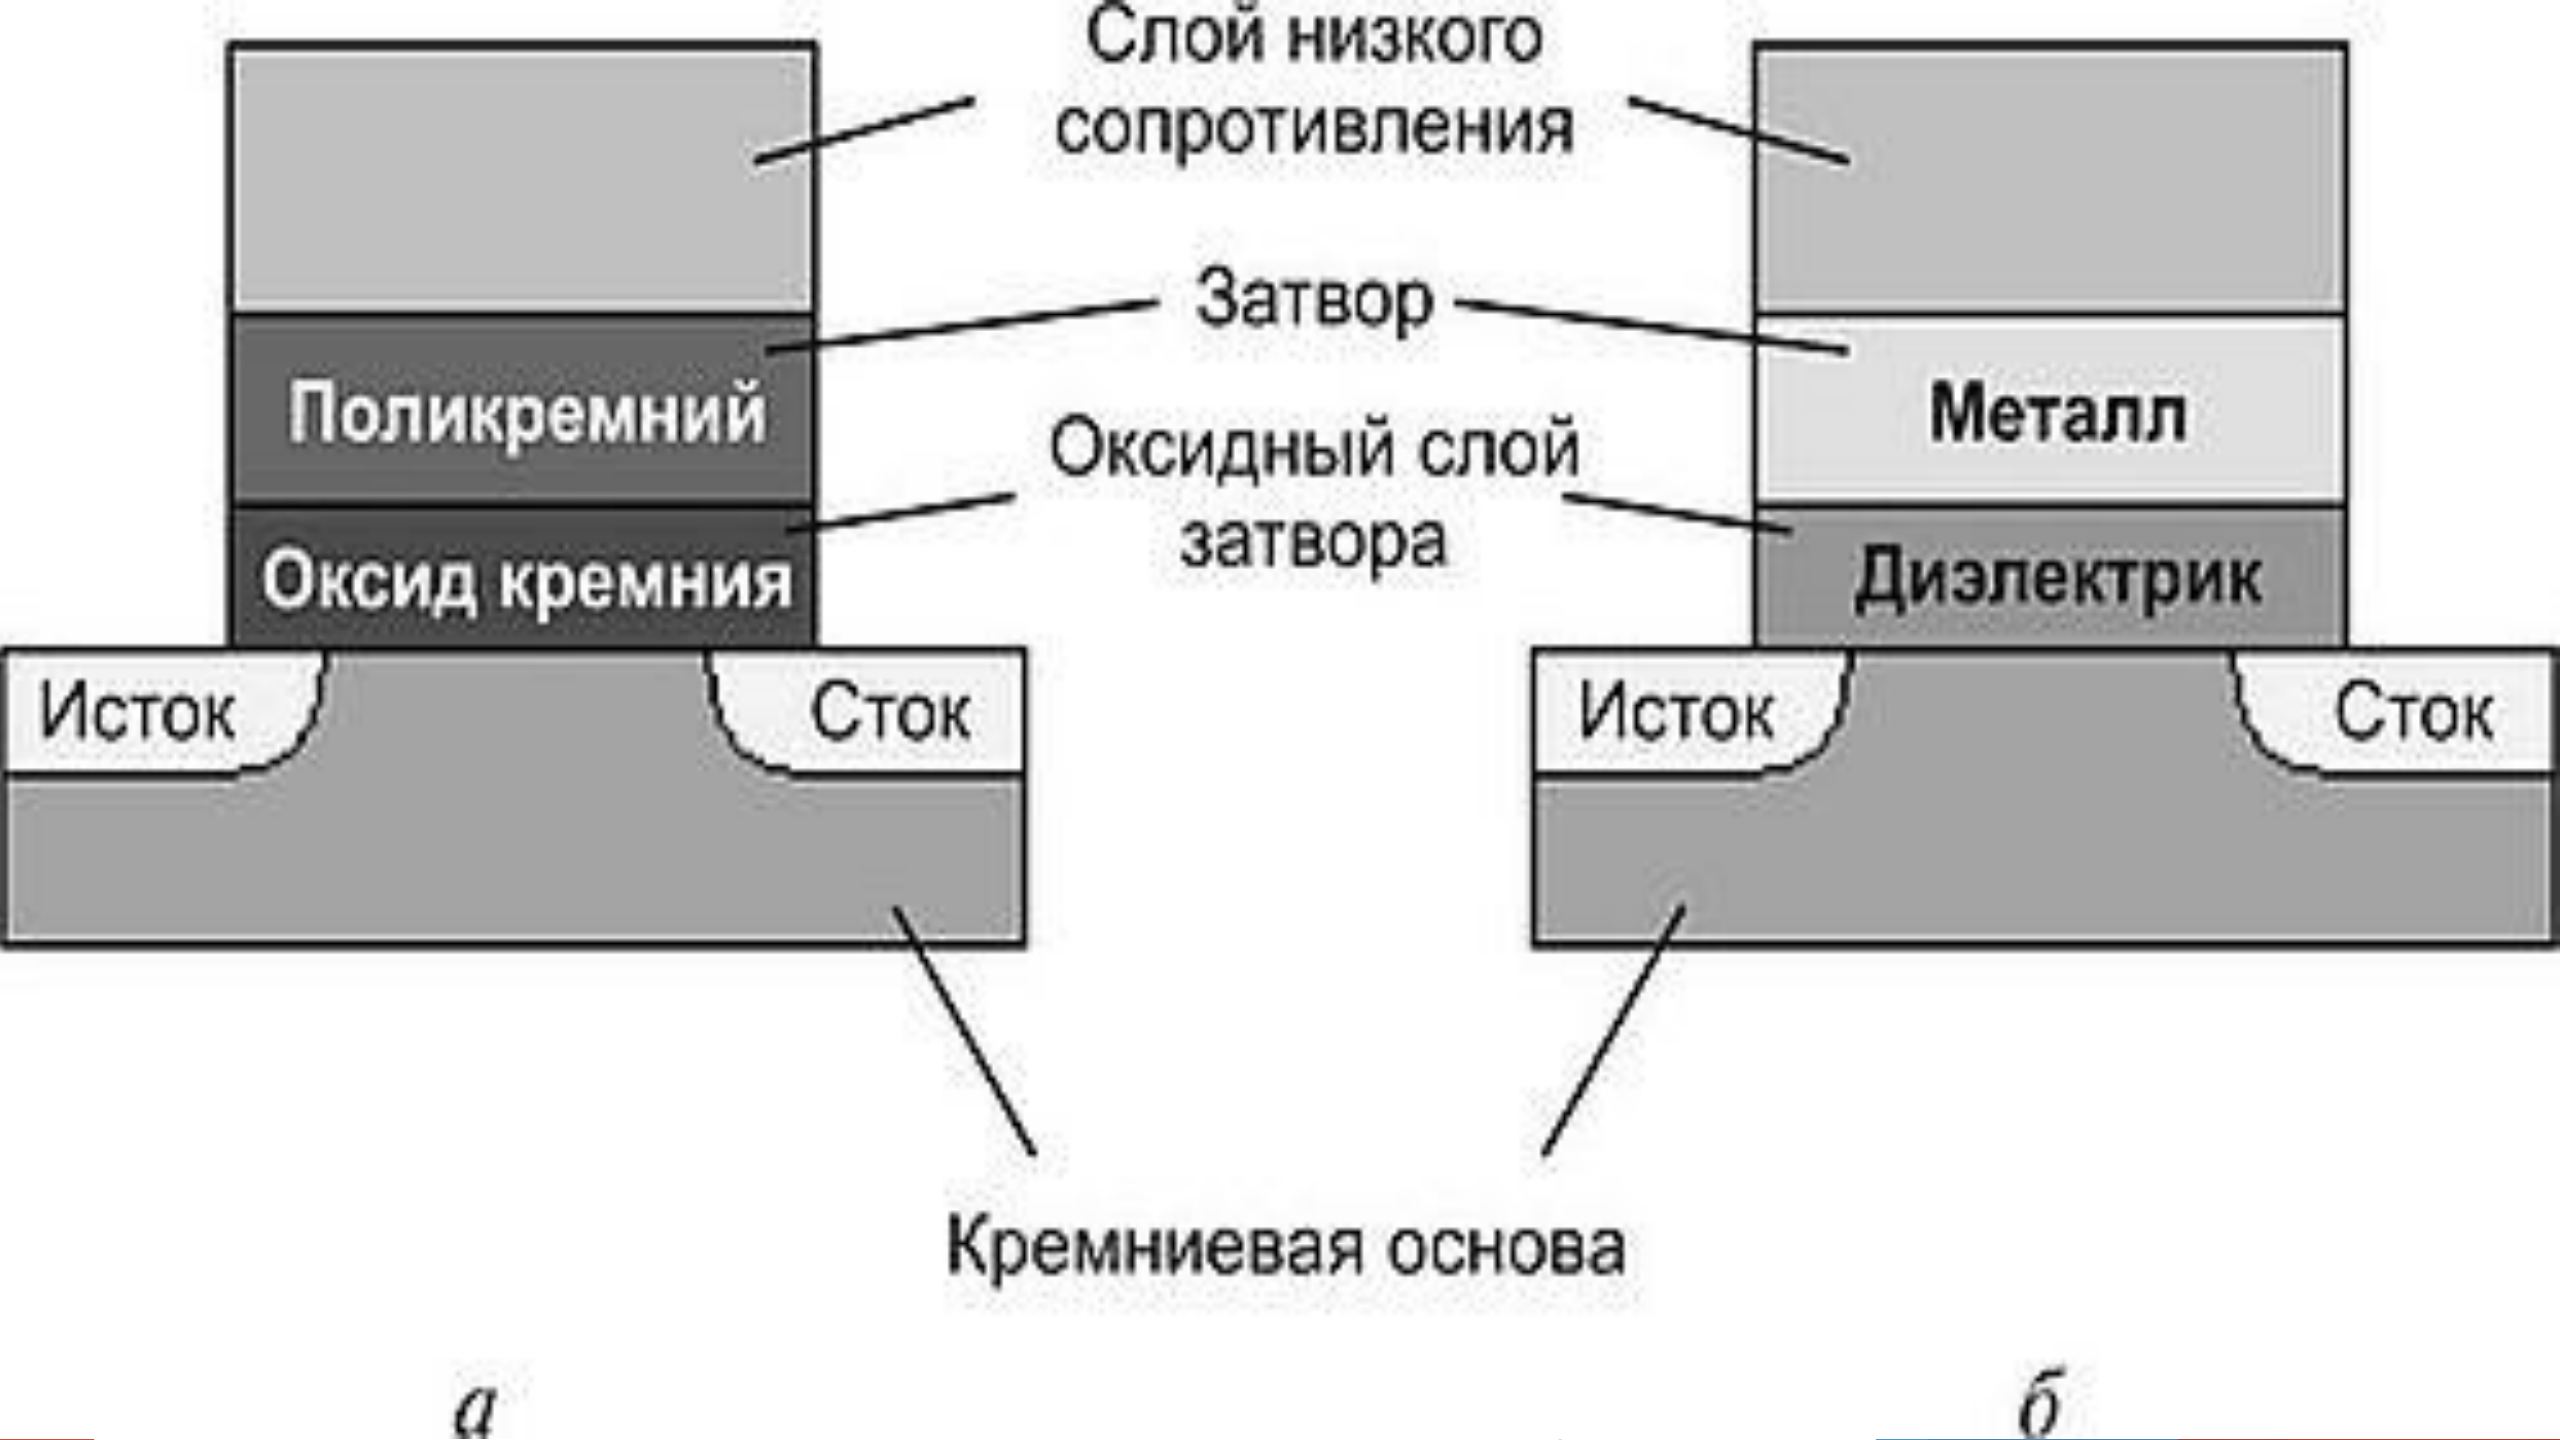 Слой низкого
сопротивления
Затвор
Поликремний
Металл
Оксидный слой
затвора
Оксид кремния
Диэлектрик
Исток
Сток
Исток
Сток
Кремниевая основа
а
б